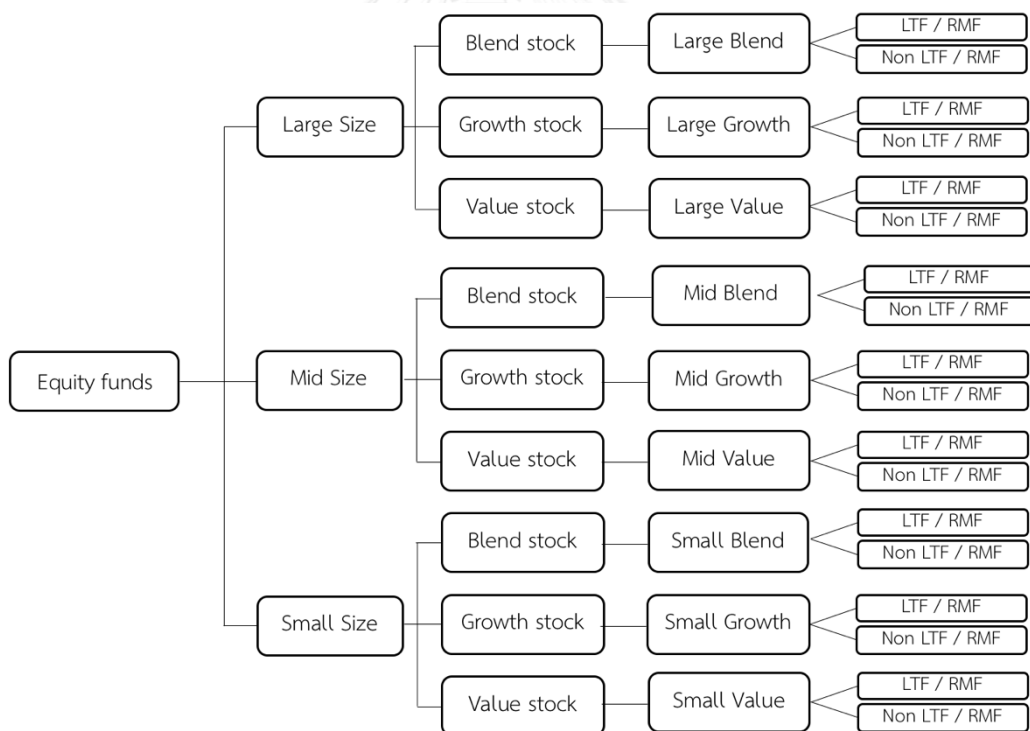 Equity funds
Large Size
Blend stock
Large Blend
LTF / RMF
Non LTF / RMF
Growth stock
Large Growth
LTF / RMF
Non LTF / RMF
Value stock
Large Value
LTF / RMF
Non LTF / RMF
Mid Size
Blend stock
Mid Blend
LTF / RMF
Non LTF / RMF
Growth stock
Mid Growth
LTF / RMF
Non LTF / RMF
Value stock
Mid Value
LTF / RMF
Non LTF / RMF
Small Size
Blend stock
Small Blend
LTF / RMF
Non LTF / RMF
Growth stock
Small Growth
LTF / RMF
Non LTF / RMF
Value stock
Small Value
LTF / RMF
Non LTF / RMF